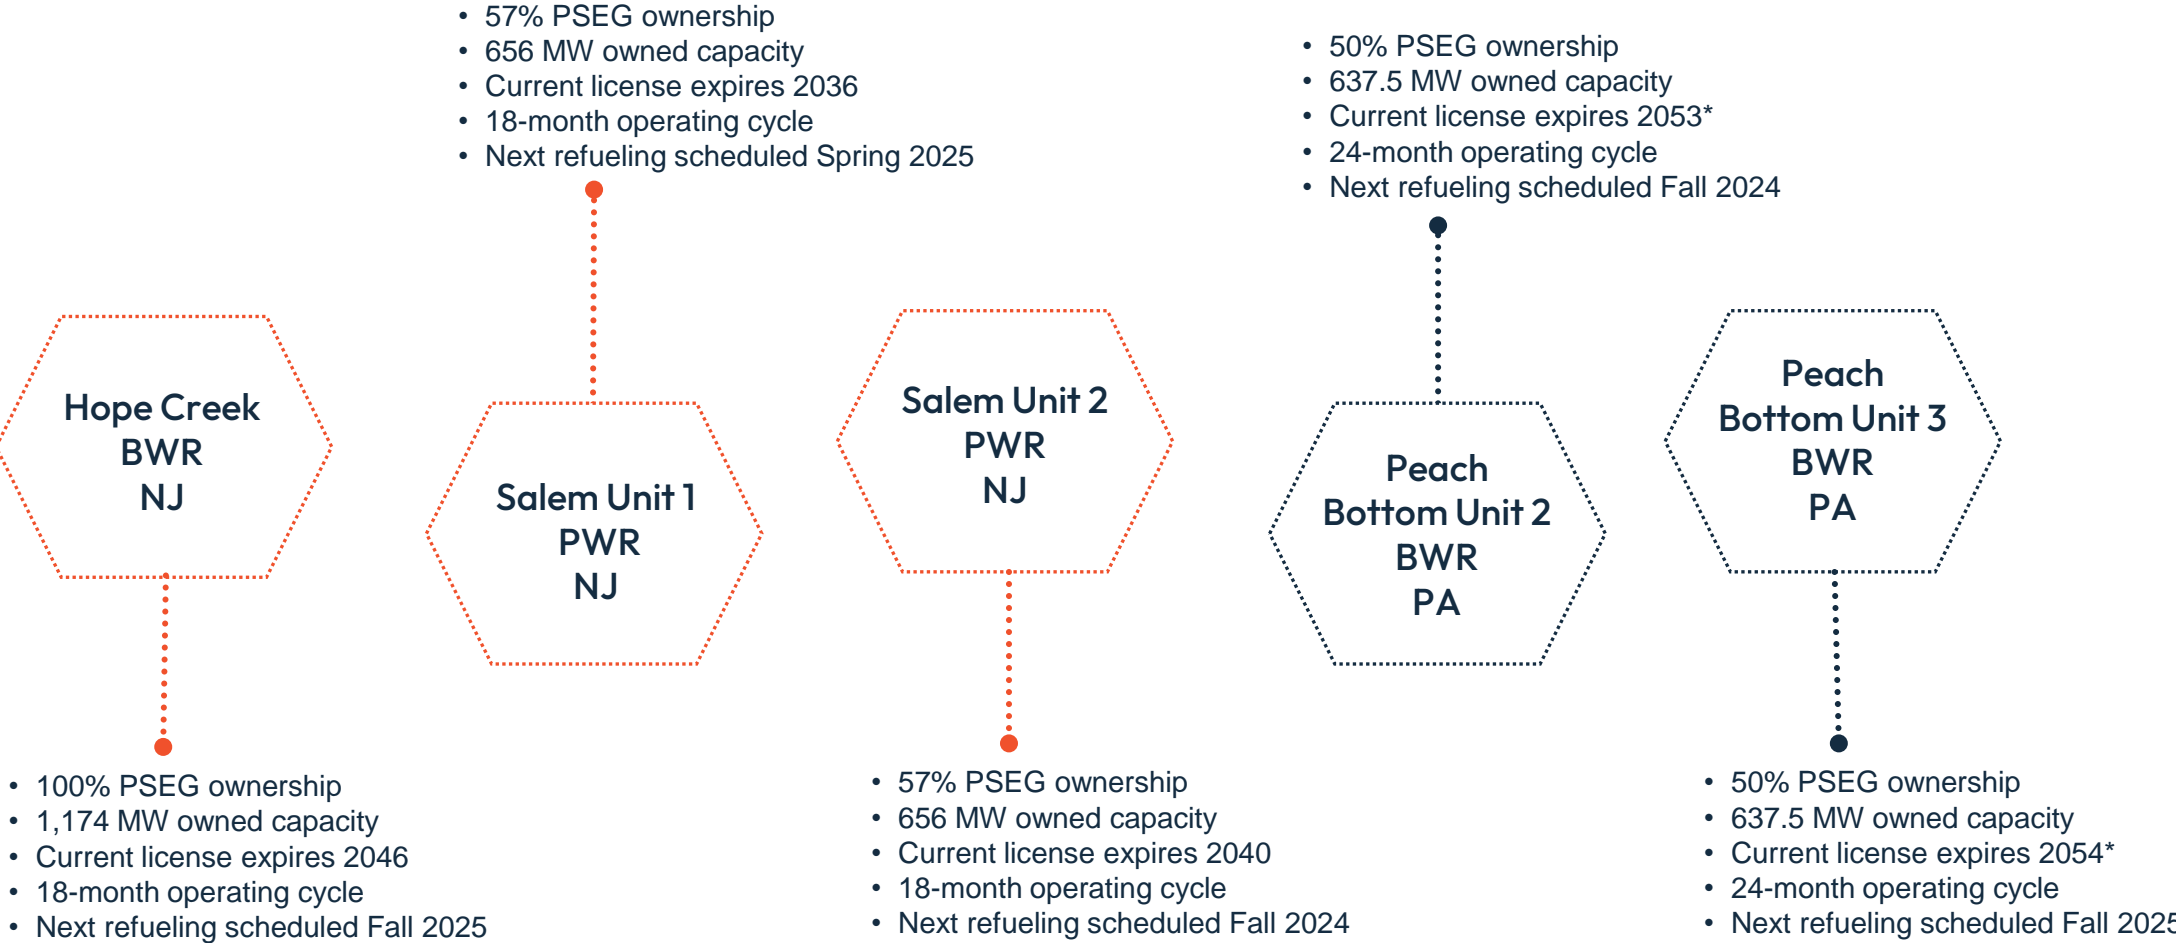 • 57% PSEG ownership
• 656 MW owned capacity
• Current license expires 2036
• 18-month operating cycle
• Next refueling scheduled Spring 2025
• 50% PSEG ownership
• 637.5 MW owned capacity
• Current license expires 2053*
• 24-month operating cycle
• Next refueling scheduled Fall 2024
Hope Creek
BWR
NJ
Salem Unit 1
PWR
NJ
Salem Unit 2
PWR
NJ
Peach
Bottom Unit 2
BWR
PA
Peach
Bottom Unit 3
BWR
PA
• 100% PSEG ownership
• 1,174 MW owned capacity
• Current license expires 2046
• 18-month operating cycle
• Next refueling scheduled Fall 2025
• 57% PSEG ownership
• 656 MW owned capacity
• Current license expires 2040
• 18-month operating cycle
• Next refueling scheduled Fall 2024
• 50% PSEG ownership
• 637.5 MW owned capacity
• Current license expires 2054*
• 24-month operating cycle
• Next refueling scheduled Fall 2025